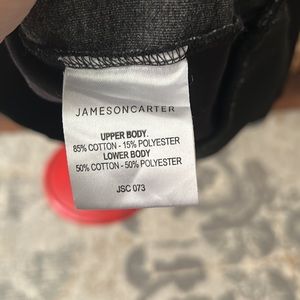 JAMESONCARTER
UPPER BODY.
85% COTTON - 15% POLYESTER
LOWER BODY
50% COTTON - 50% POLYESTER
JSC 073